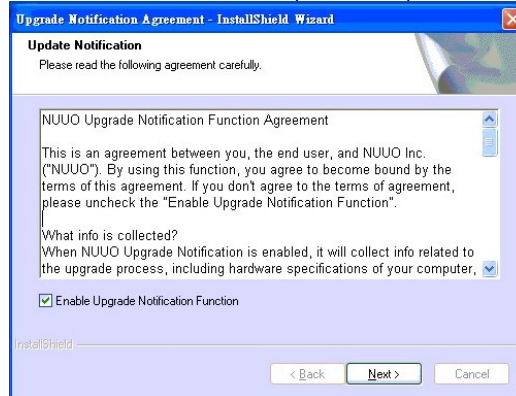 Upgrade Notification Agreement - InstallShield Wizard
Update Notification
Please read the following agreement carefully.
NUUO Upgrade Notification Function Agreement
This is an agreement between you, the end user, and NUUO Inc.
("NUUO"). By using this function, you agree to become bound by the
terms of this agreement. If you don't agree to the terms of agreement,
please uncheck the "Enable Upgrade Notification Function".
What info is collected?
When NUUO Upgrade Notification is enabled, it will collect info related to
the upgrade process, including hardware specifications of your computer,
Enable Upgrade Notification Function
InstallShield
< Back Next > Cancel